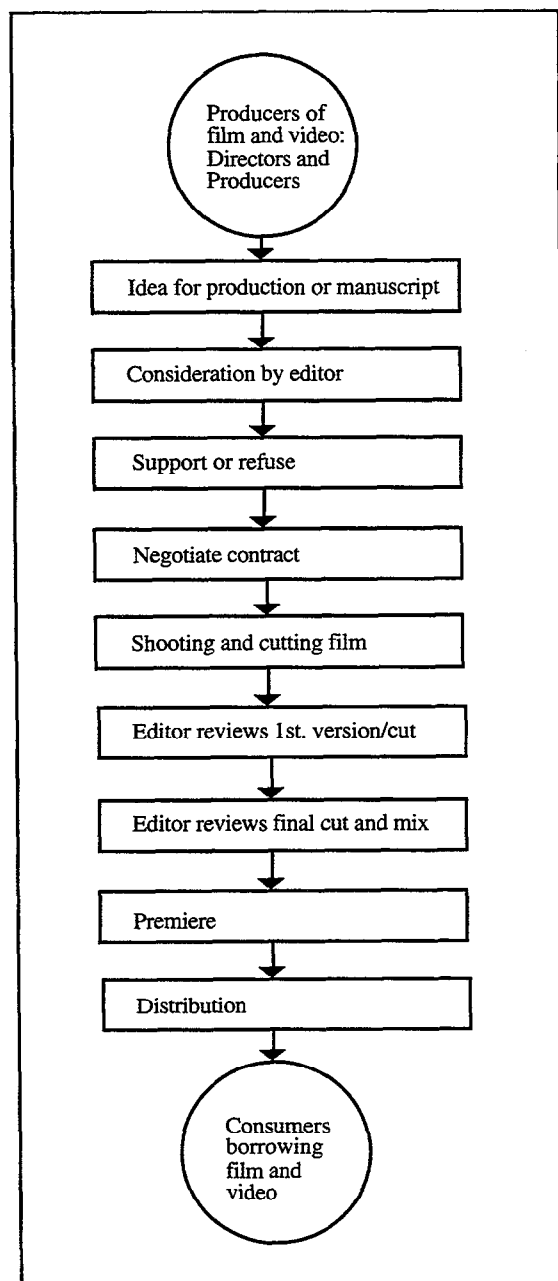 Producers of
film and video:
Directors and
Producers
Idea for production or manuscript
Consideration by editor
Support or refuse
Negotiate contract
Shooting and cutting film
Editor reviews 1st. version/cut
Editor reviews final cut and mix
Premiere
Distribution
Consumers
borrowing
film and
video